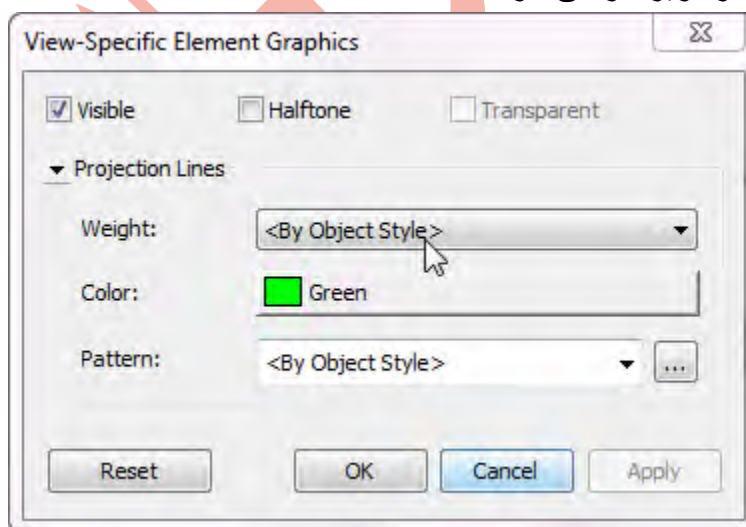 View-Specific Element Graphics
Visible Halftone Transparent
Projection Lines
Weight: <By Object Style>
Color: Green
Pattern: <By Object Style> ...
Reset OK Cancel Apply